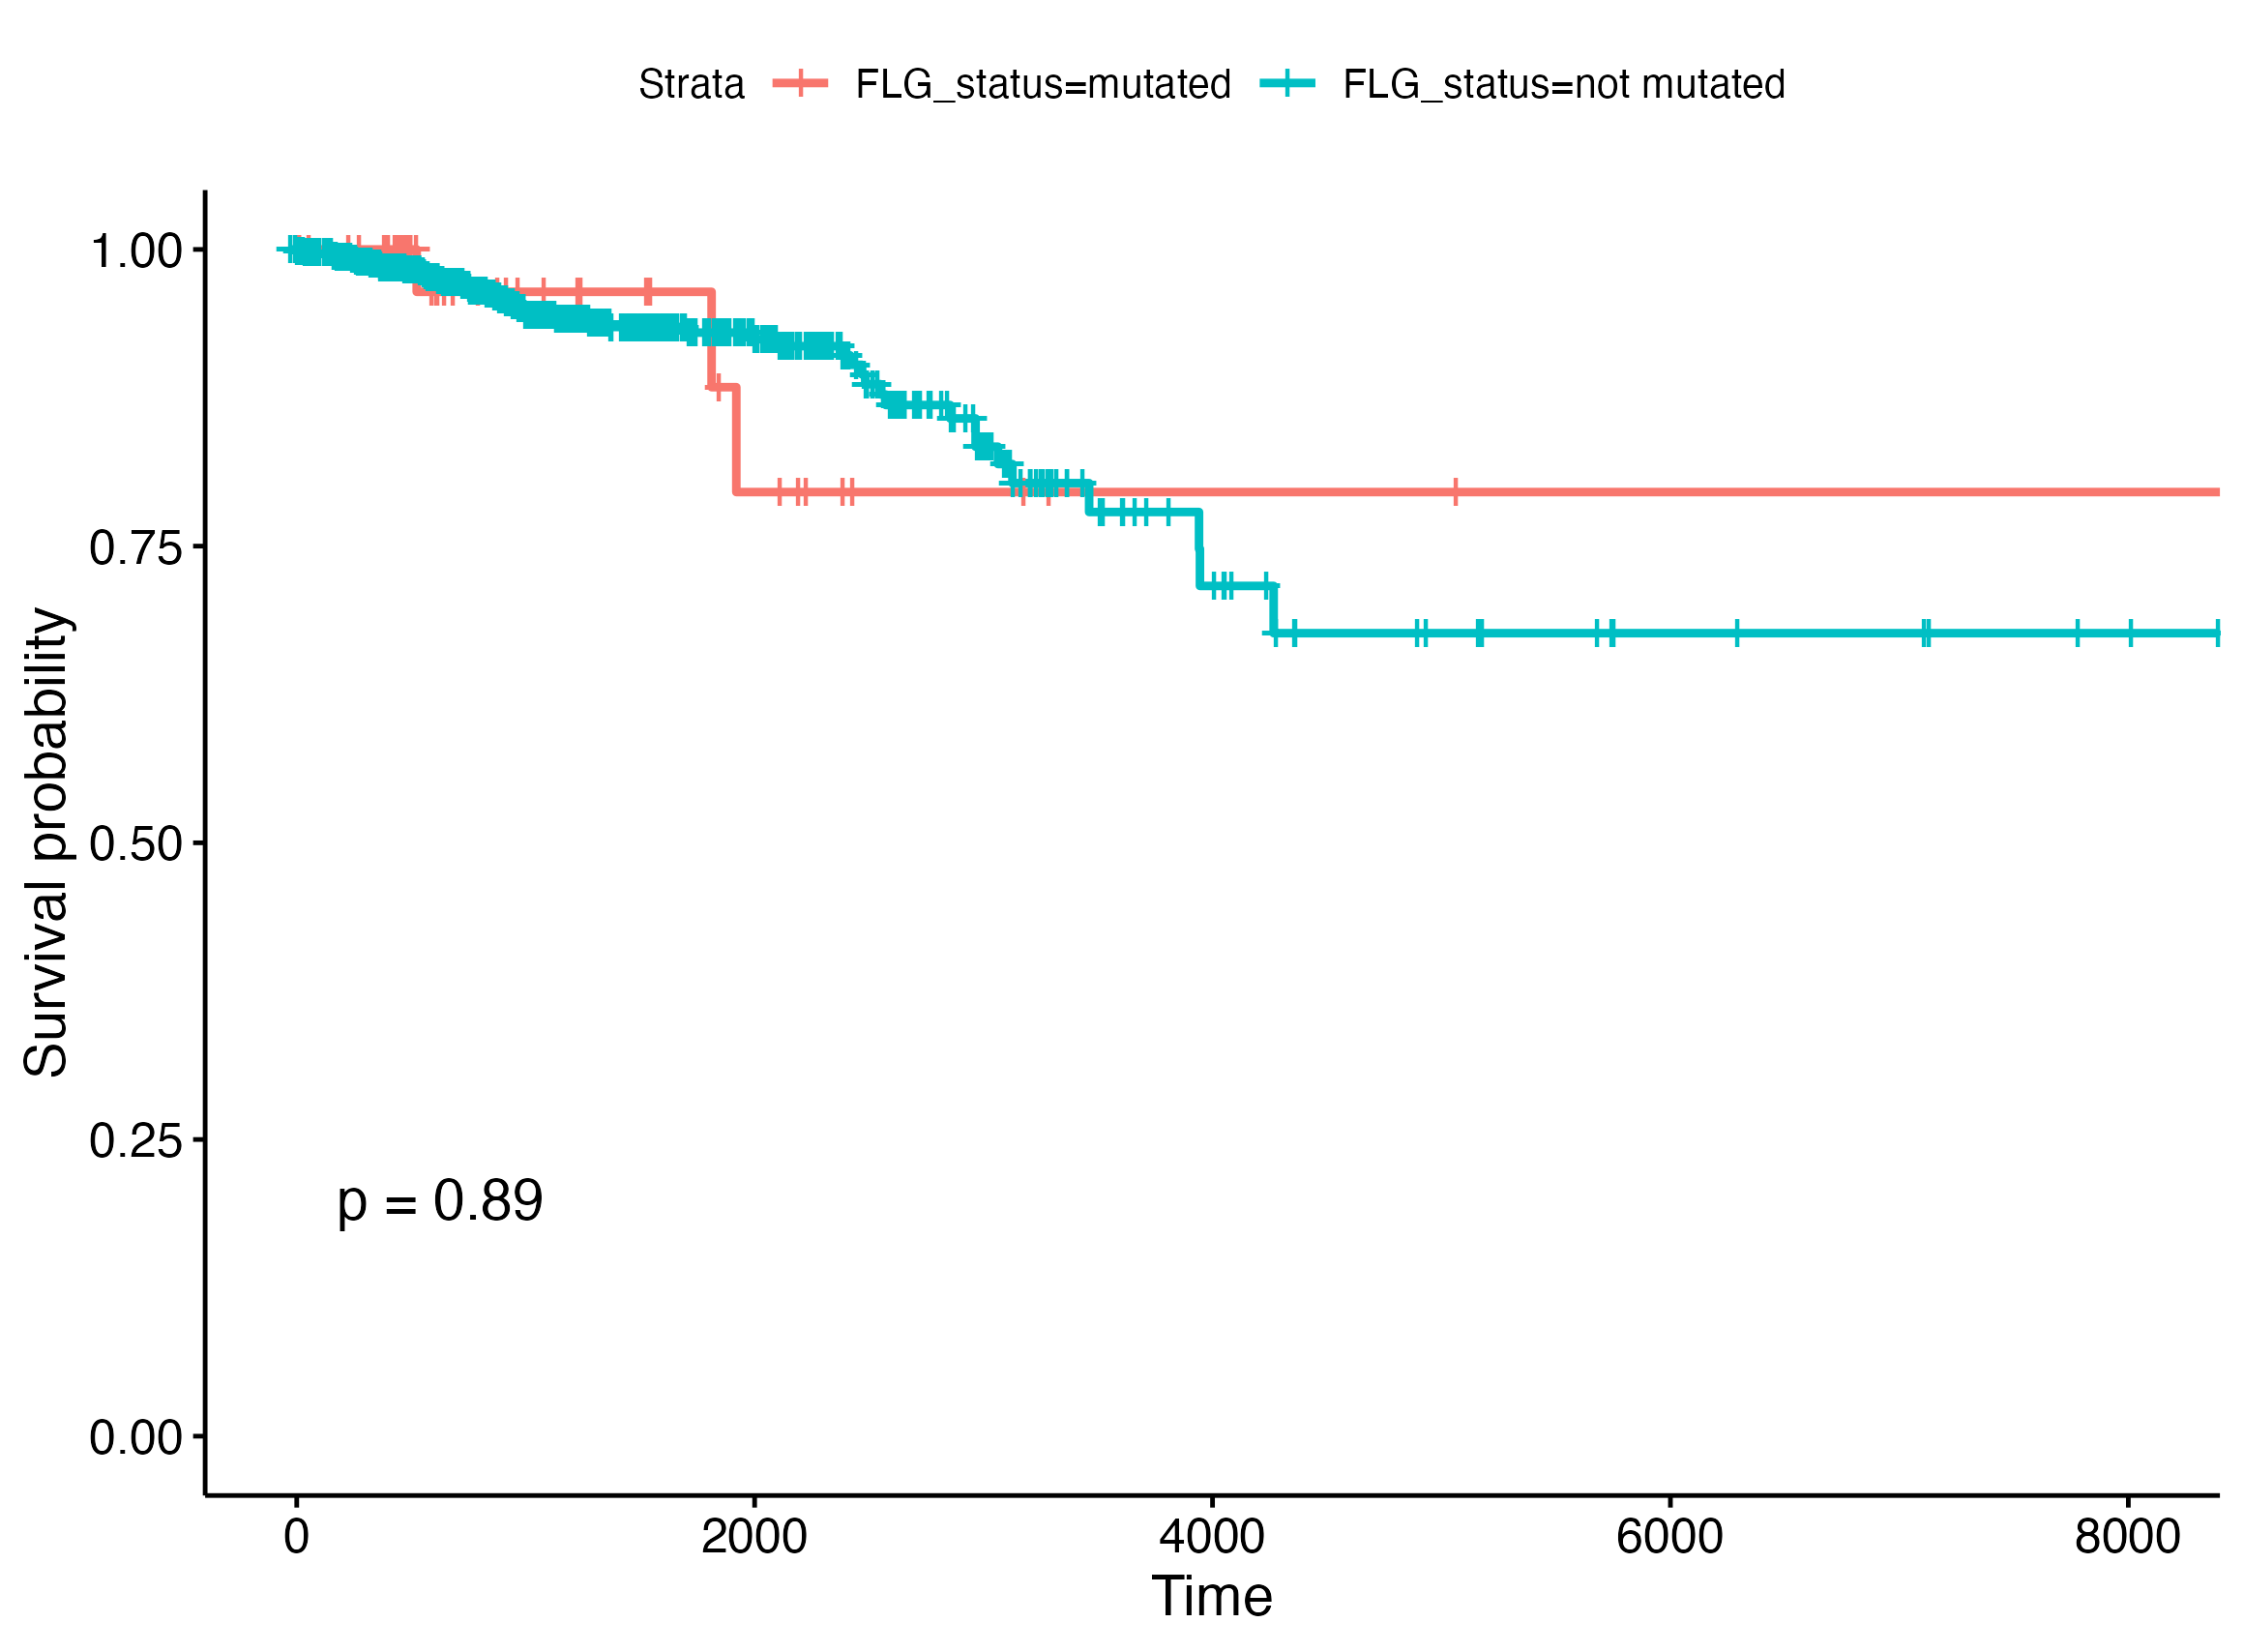 Strata FLG_status=mutated FLG_status=not mutated
1.00
0.75
0.50
0.25
0.00
Survival probability
p = 0.89
0 2000 4000 6000 8000
Time